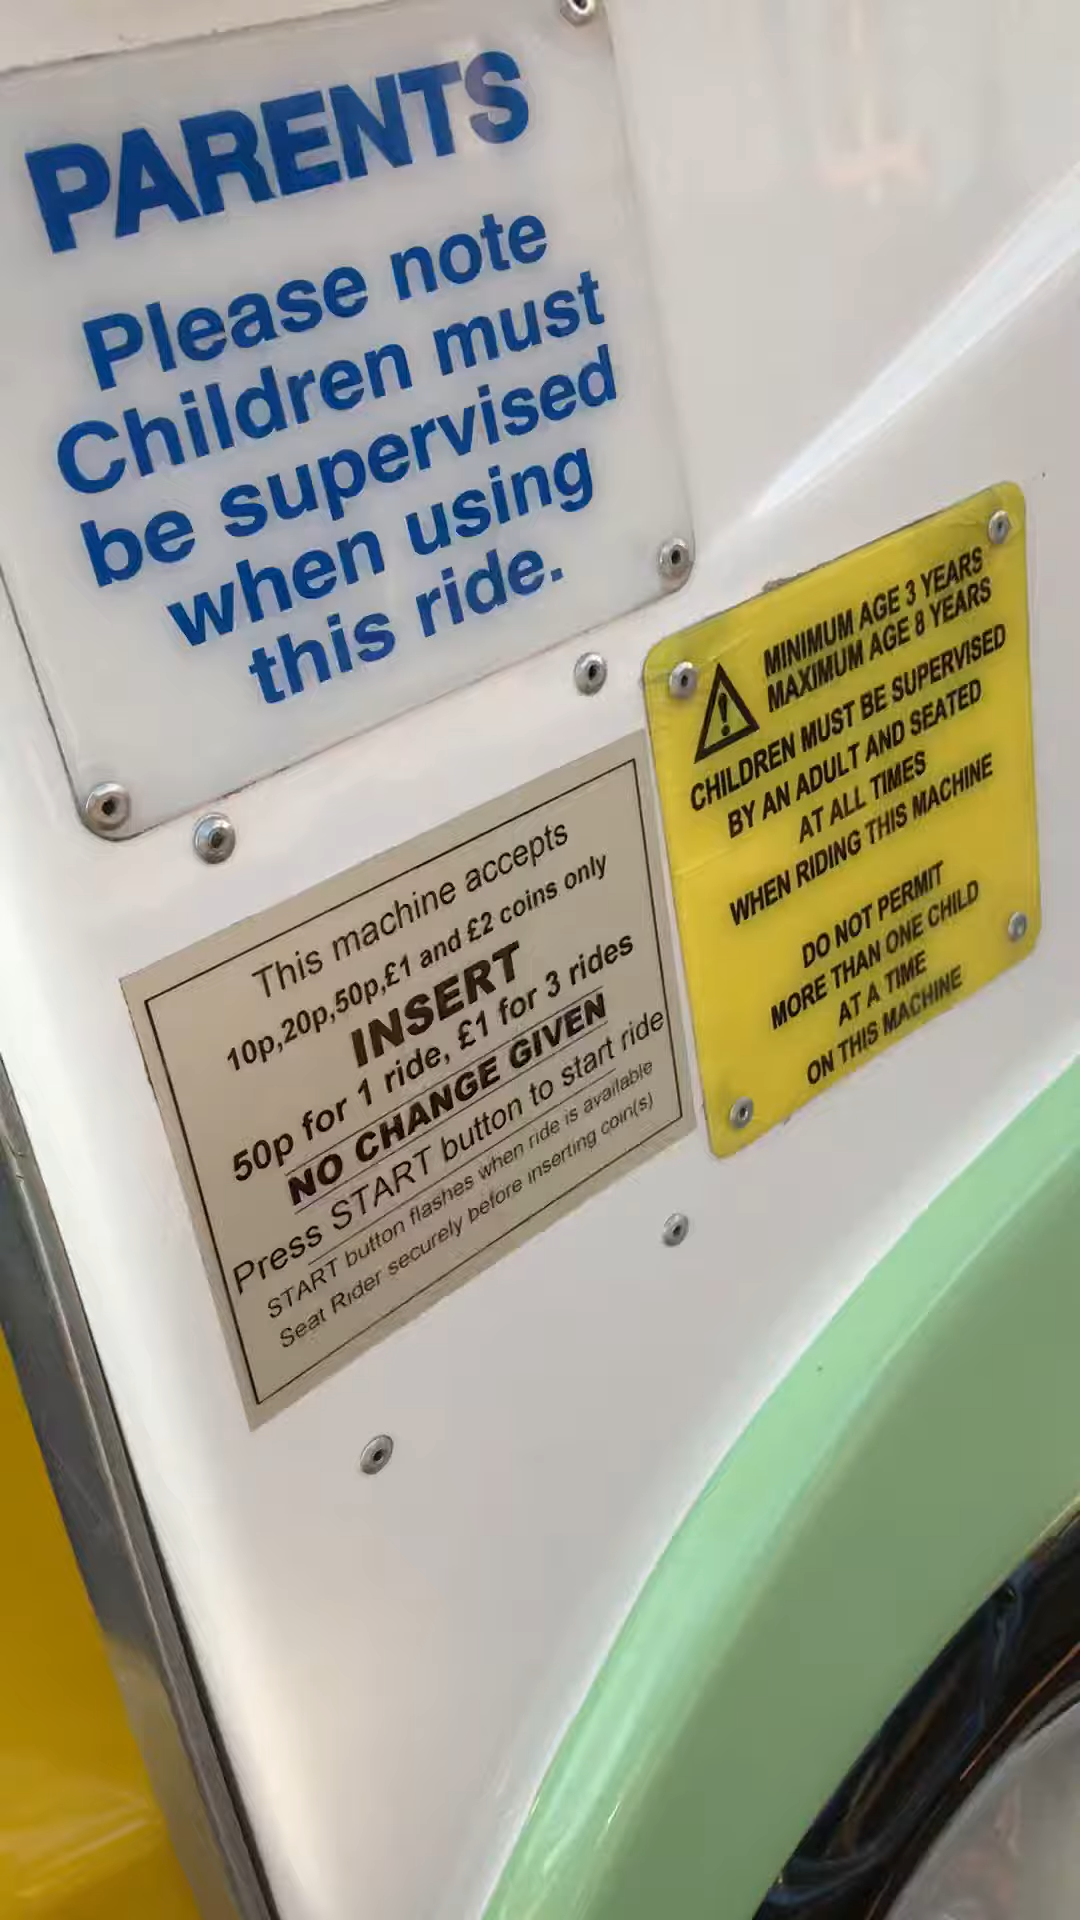 PARENTS
Please note
Children must
be supervised
when using
this ride.
MINIMUM AGE 3 YEARS
MAXIMUM AGE 8 YEARS
CHILDREN MUST BE SUPERVISED
BY AN ADULT AND SEATED
AT ALL TIMES
WHEN RIDING THIS MACHINE
DO NOT PERMIT
MORE THAN ONE CHILD
AT A TIME
ON THIS MACHINE
This machine accepts
10p,20p,50p,£1 and £2 coins only
INSERT
50p for 1 ride, £1 for 3 rides
NO CHANGE GIVEN
Press START button to start ride
START button flashes when ride is available
Seat Rider securely before inserting coin(s)